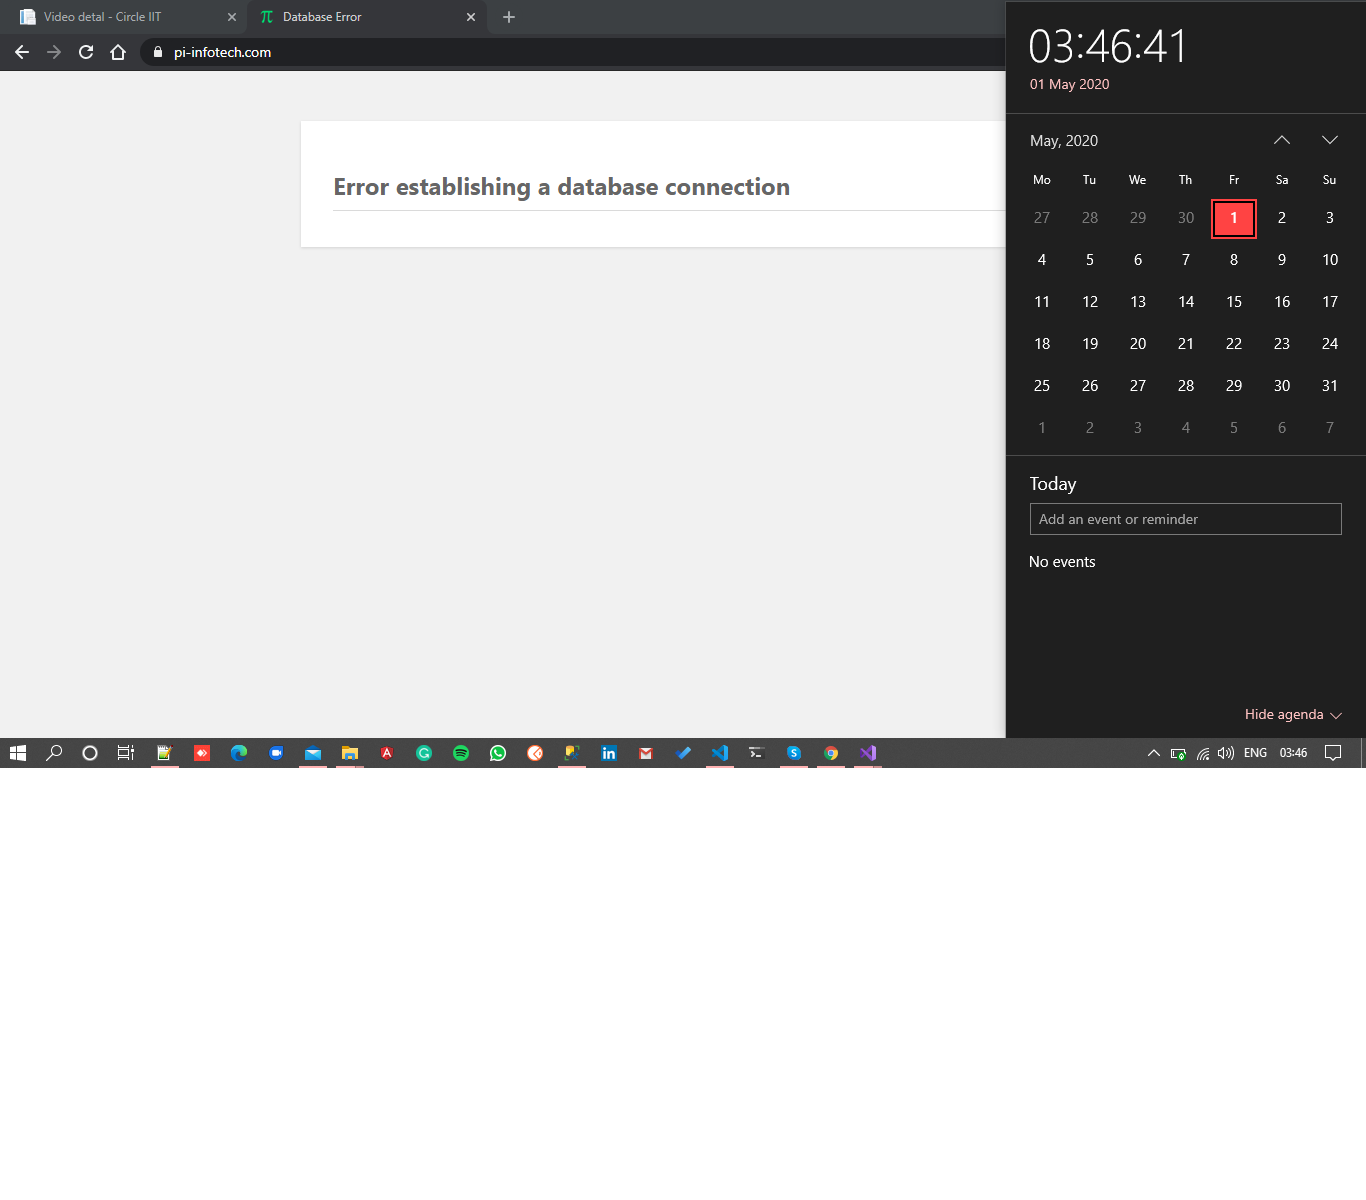 Video detal - Circle IIT
Database Error
pi-infotech.com
Error establishing a database connection
03:46:41
01 May 2020
May, 2020
Mo Tu We Th Fr Sa Su
27 28 29 30 1 2 3
4 5 6 7 8 9 10
11 12 13 14 15 16 17
18 19 20 21 22 23 24
25 26 27 28 29 30 31
1 2 3 4 5 6 7
Today
Add an event or reminder
No events
Hide agenda
ENG 03:46